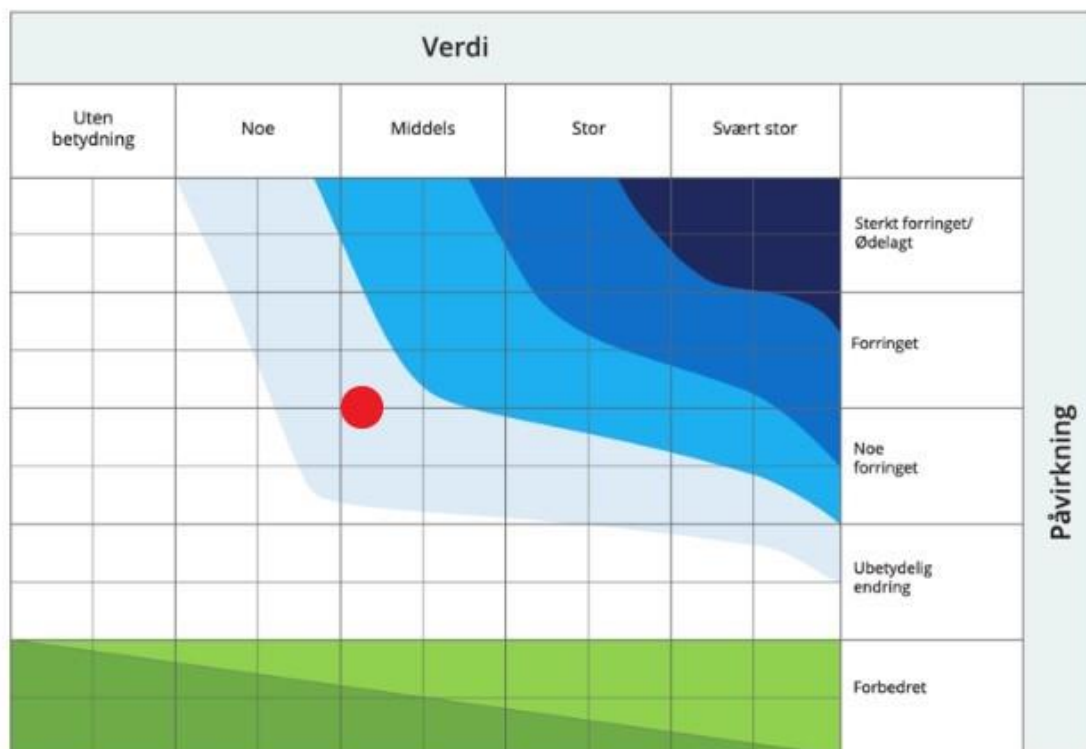 Verdi
Uten
betydning
Noe
Middels
Stor
Svært stor
Sterkt forringet/
Ødelagt
Forringet
Noe
forringet
Ubetydelig
endring
Forbedret
Påvirkning